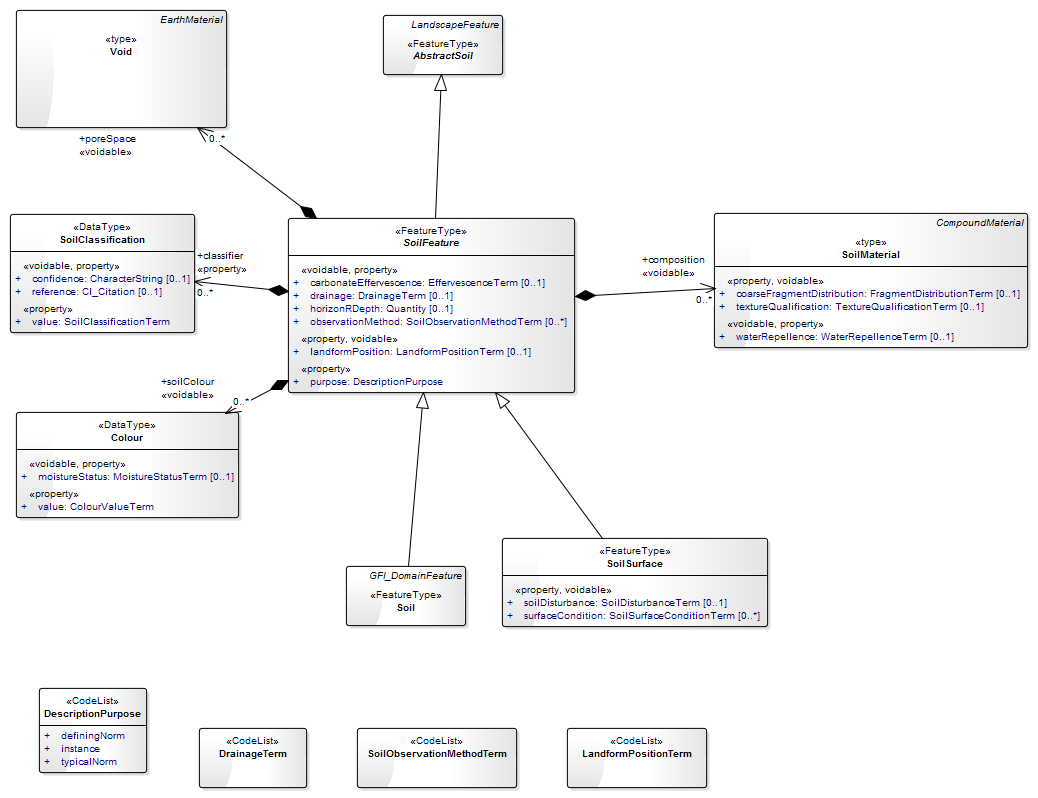 EarthMaterial
«type»
Void
LandscapeFeature
«FeatureType»
AbstractSoil
+poreSpace
«voidable»
0..*
«DataType»
SoilClassification
«voidable, property»
+ confidence: CharacterString [0..1]
+ reference: CI_Citation [0..1]
«property»
+ value: SoilClassificationTerm
+classifier
«property»
0..*
«FeatureType»
SoilFeature
«voidable, property»
+ carbonateEffervescence: EffervescenceTerm [0..1]
+ drainage: DrainageTerm [0..1]
+ horizonRDepth: Quantity [0..1]
+ observationMethod: SoilObservationMethodTerm [0..*]
«property, voidable»
+ landformPosition: LandformPositionTerm [0..1]
«property»
+ purpose: DescriptionPurpose
+composition
«voidable»
0..*
CompoundMaterial
«type»
SoilMaterial
«property, voidable»
+ coarseFragmentDistribution: FragmentDistributionTerm [0..1]
+ textureQualification: TextureQualificationTerm [0..1]
«voidable, property»
+ waterRepellence: WaterRepellenceTerm [0..1]
+soilColour
«voidable»
0..*
«DataType»
Colour
«voidable, property»
+ moistureStatus: MoistureStatusTerm [0..1]
«property»
+ value: ColourValueTerm
GFI_DomainFeature
«FeatureType»
Soil
«FeatureType»
SoilSurface
«property, voidable»
+ soilDisturbance: SoilDisturbanceTerm [0..1]
+ surfaceCondition: SoilSurfaceConditionTerm [0..*]
«CodeList»
DescriptionPurpose
+ definingNorm
+ instance
+ typicalNorm
«CodeList»
DrainageTerm
«CodeList»
SoilObservationMethodTerm
«CodeList»
LandformPositionTerm